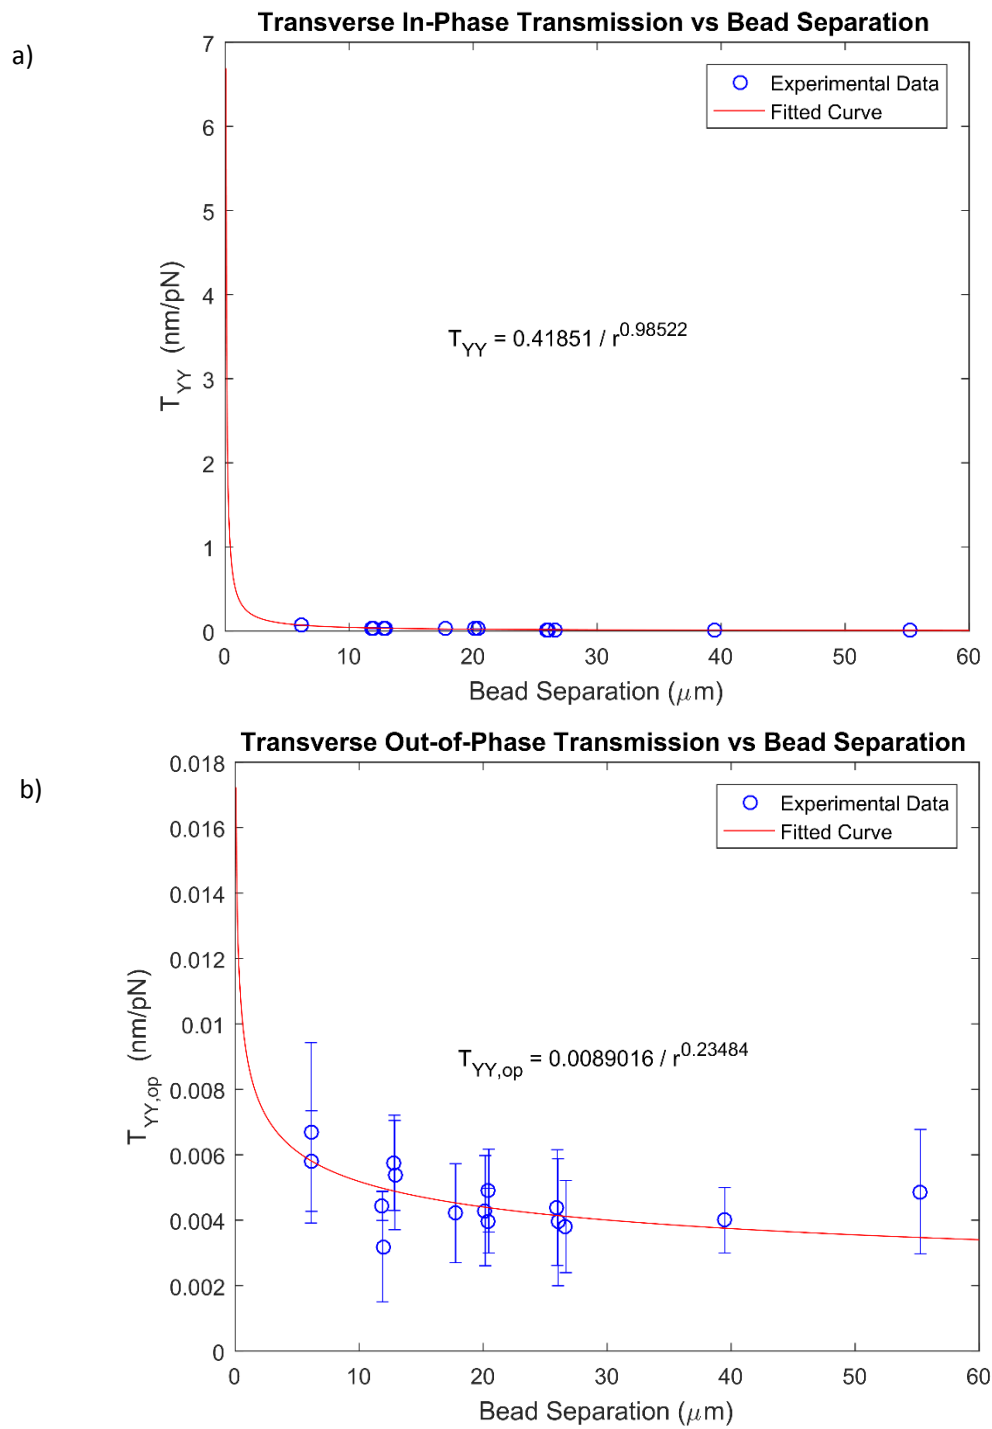 a)
Transverse In-Phase Transmission vs Bead Separation
7
6
5
4
3
2
1
0
T_YY (nm/pN)
Experimental Data
Fitted Curve
T_YY = 0.41851 / r^0.98522
0 10 20 30 40 50 60
Bead Separation (μm)
b)
Transverse Out-of-Phase Transmission vs Bead Separation
0.018
0.016
0.014
0.012
0.01
0.008
0.006
0.004
0.002
0
T_YY,op (nm/pN)
Experimental Data
Fitted Curve
T_YY,op = 0.0089016 / r^0.23484
0 10 20 30 40 50 60
Bead Separation (μm)